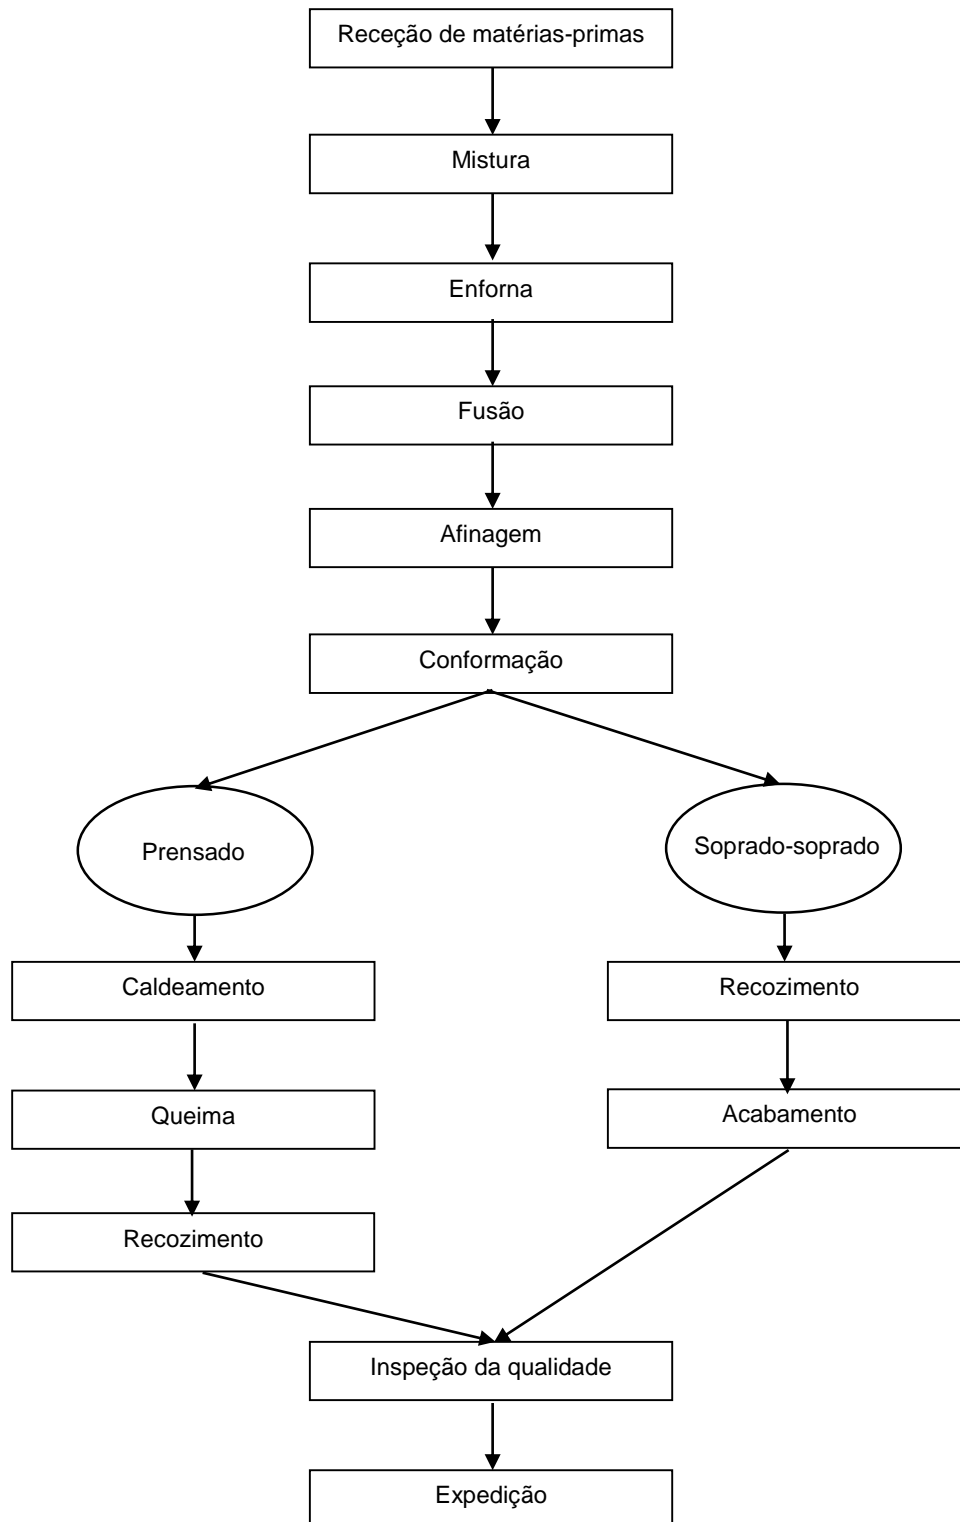 Receção de matérias-primas
Mistura
Enforna
Fusão
Afinagem
Conformação
Prensado
Soprado-soprado
Caldeamento
Recozimento
Queima
Acabamento
Recozimento
Inspeção da qualidade
Expedição